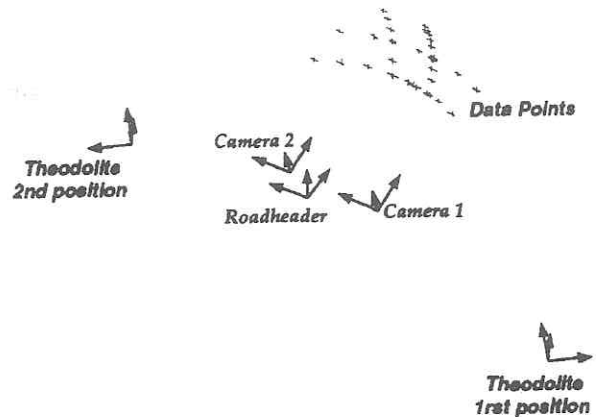 Data Points
Camera 2
Theodolite
2nd position
Roadheader
Camera 1
Theodolite
1rst position